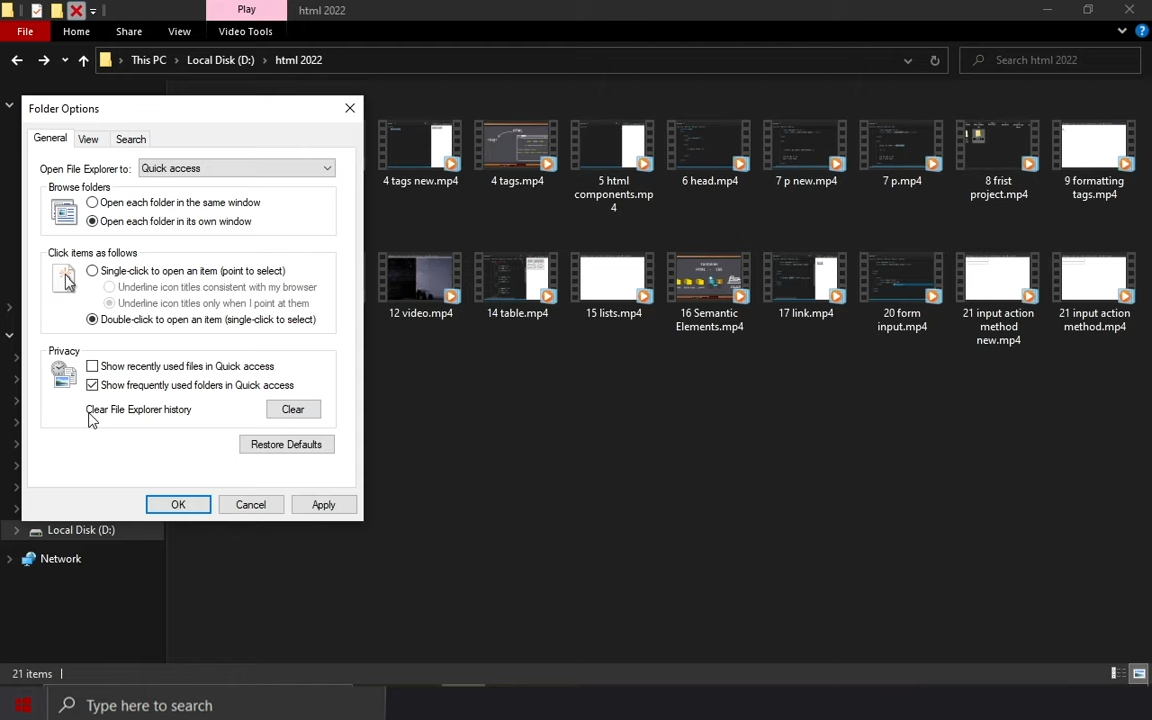 Play
html 2022
File
Home
Share
View
Video Tools
This PC > Local Disk (D:) > html 2022
Search html 2022
Folder Options
General
View
Search
Open File Explorer to:
Quick access
Browse folders
Open each folder in the same window
Open each folder in its own window
Click items as follows
Single-click to open an item (point to select)
Underline icon titles consistent with my browser
Underline icon titles only when I point at them
Double-click to open an item (single-click to select)
Privacy
Show recently used files in Quick access
Show frequently used folders in Quick access
Clear File Explorer history
Clear
Restore Defaults
OK
Cancel
Apply
4 tags new.mp4
4 tags.mp4
5 html
components.mp
4
6 head.mp4
7 p new.mp4
7 p.mp4
8 frist
project.mp4
9 formatting
tags.mp4
12 video.mp4
14 table.mp4
15 lists.mp4
16 Semantic
Elements.mp4
17 link.mp4
20 form
input.mp4
21 input action
method
new.mp4
21 input action
method.mp4
Local Disk (D:)
Network
21 items
Type here to search